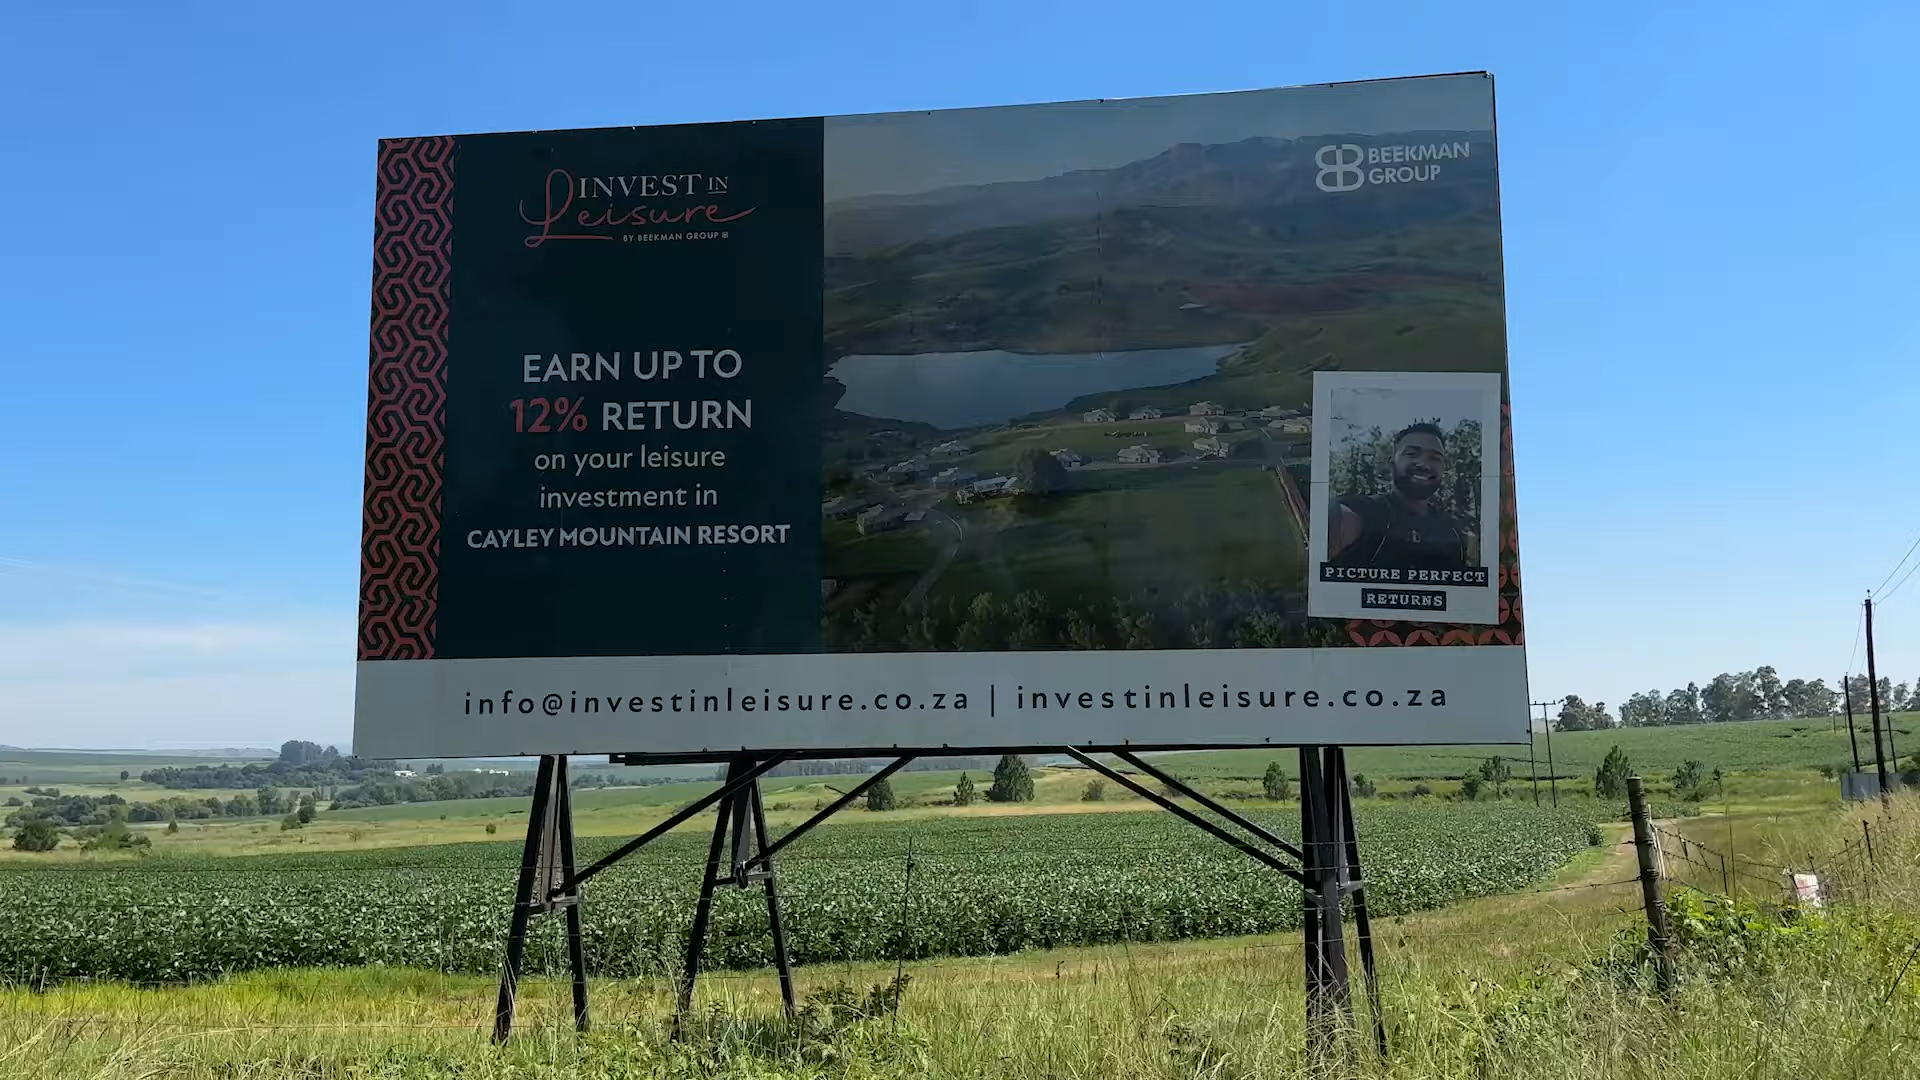 INVEST IN
Leisure
BY BEEKMAN GROUP
EARN UP TO
12% RETURN
on your leisure
investment in
CAYLEY MOUNTAIN RESORT
BEEKMAN
GROUP
PICTURE PERFECT
RETURNS
info@investinleisure.co.za | investinleisure.co.za